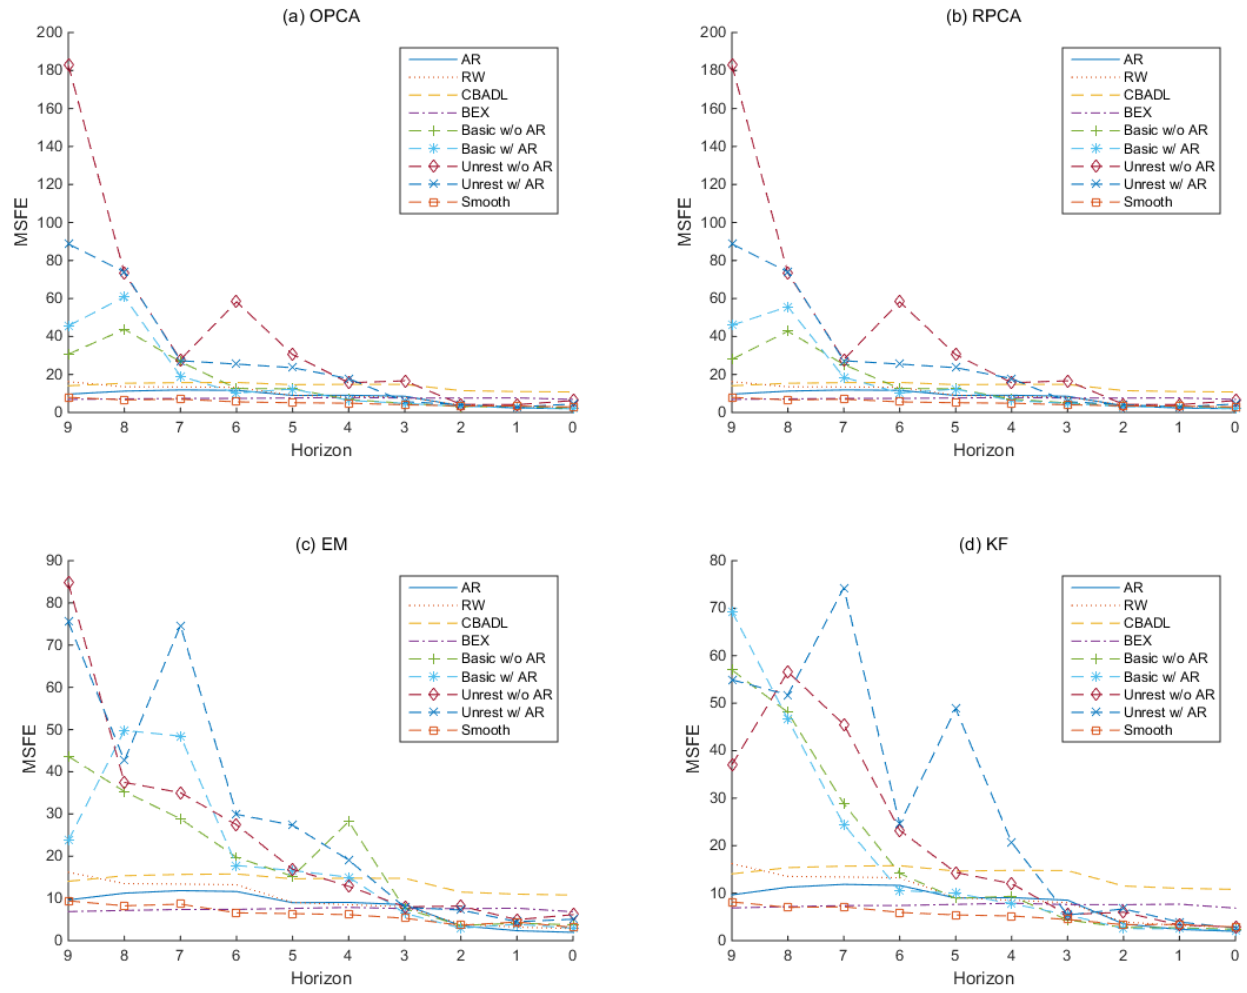 (a) OPCA
200
180
160
140
120
100
80
60
40
20
0
MSFE
9 8 7 6 5 4 3 2 1 0
Horizon
AR
RW
CBADL
BEX
Basic w/o AR
Basic w/ AR
Unrest w/o AR
Unrest w/ AR
Smooth
(b) RPCA
200
180
160
140
120
100
80
60
40
20
0
MSFE
9 8 7 6 5 4 3 2 1 0
Horizon
AR
RW
CBADL
BEX
Basic w/o AR
Basic w/ AR
Unrest w/o AR
Unrest w/ AR
Smooth
(c) EM
90
80
70
60
50
40
30
20
10
0
MSFE
9 8 7 6 5 4 3 2 1 0
Horizon
AR
RW
CBADL
BEX
Basic w/o AR
Basic w/ AR
Unrest w/o AR
Unrest w/ AR
Smooth
(d) KF
80
70
60
50
40
30
20
10
0
MSFE
9 8 7 6 5 4 3 2 1 0
Horizon
AR
RW
CBADL
BEX
Basic w/o AR
Basic w/ AR
Unrest w/o AR
Unrest w/ AR
Smooth